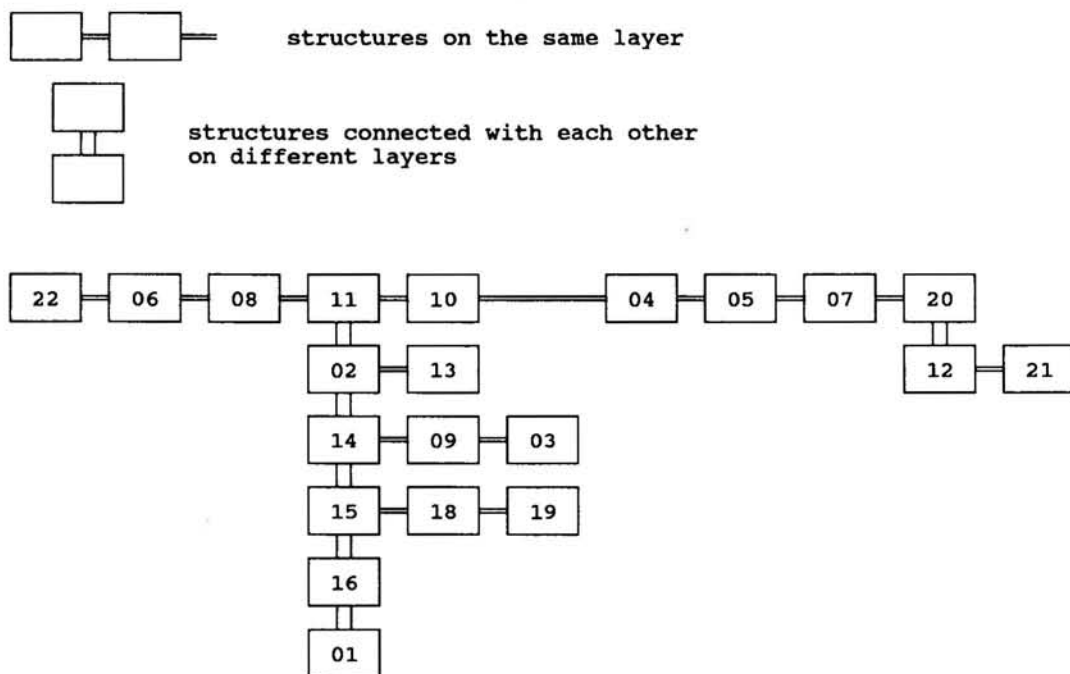 structures on the same layer
structures connected with each other
on different layers
22 06 08 11 10 04 05 07 20
02 13 12 21
14 09 03
15 18 19
16
01